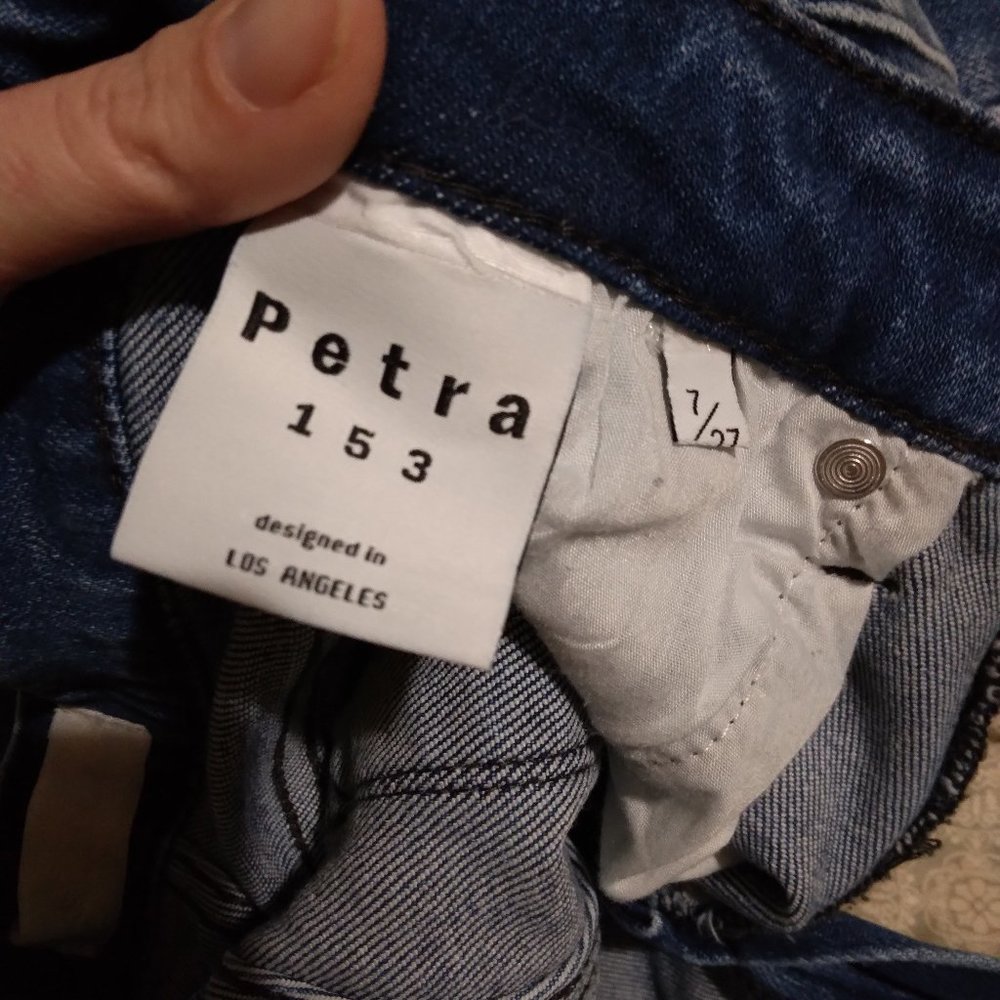 Petra
153
designed in
LOS ANGELES
7/27